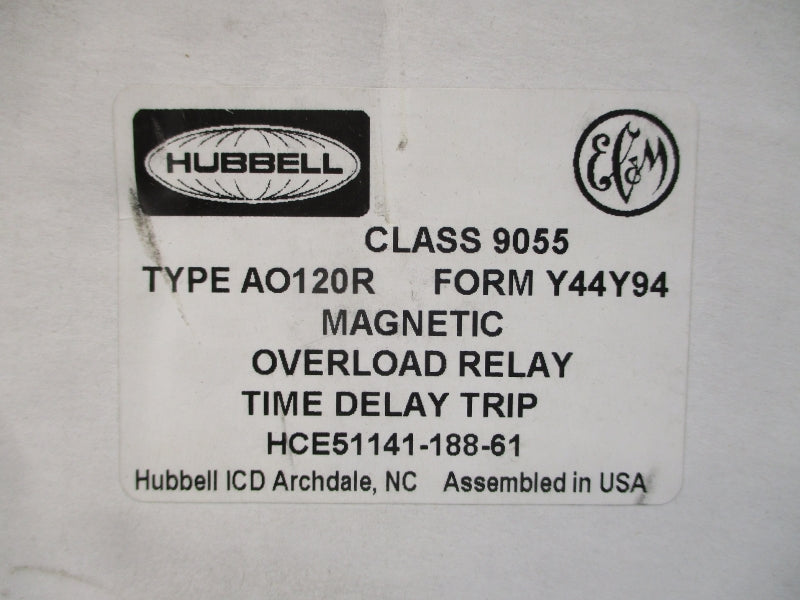 HUBBELL
EC&M
CLASS 9055
TYPE AO120R FORM Y44Y94
MAGNETIC
OVERLOAD RELAY
TIME DELAY TRIP
HCE51141-188-61
Hubbell ICD Archdale, NC Assembled in USA